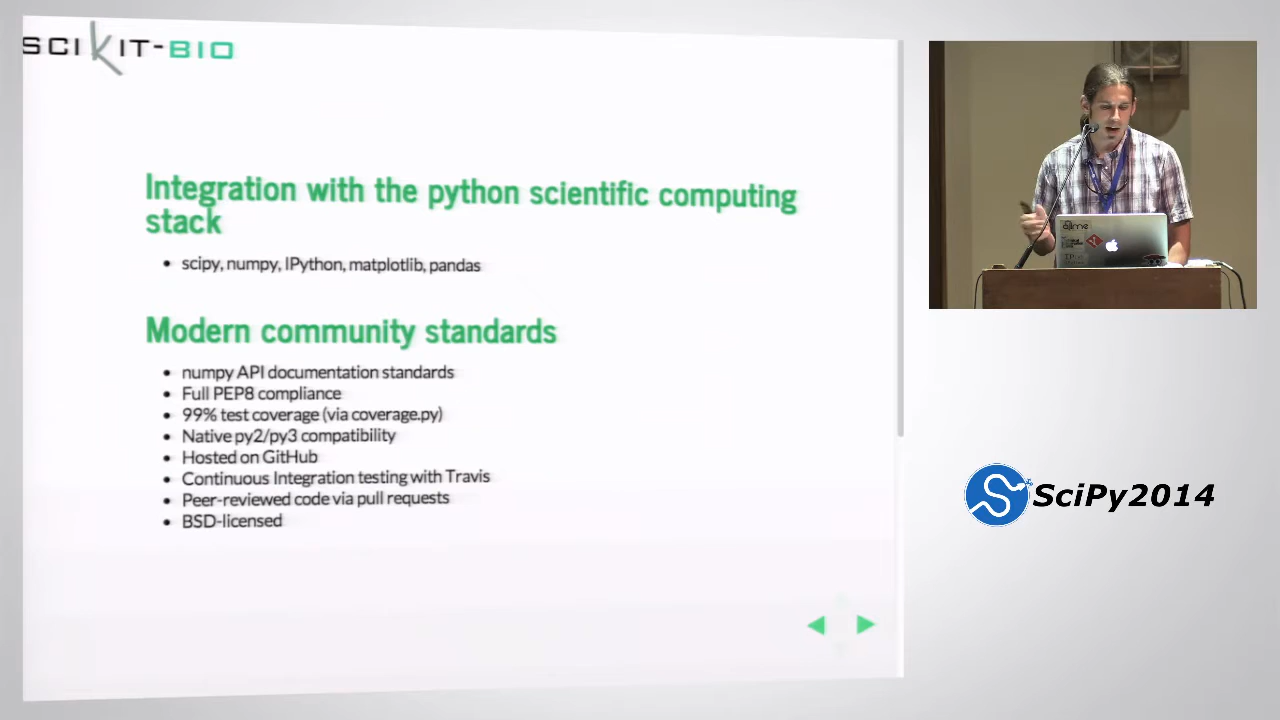 SCIKIT-BIO
Integration with the python scientific computing
stack
• scipy, numpy, IPython, matplotlib, pandas
Modern community standards
• numpy API documentation standards
• Full PEP8 compliance
• 99% test coverage (via coverage.py)
• Native py2/py3 compatibility
• Hosted on GitHub
• Continuous Integration testing with Travis
• Peer-reviewed code via pull requests
• BSD-licensed
SciPy2014